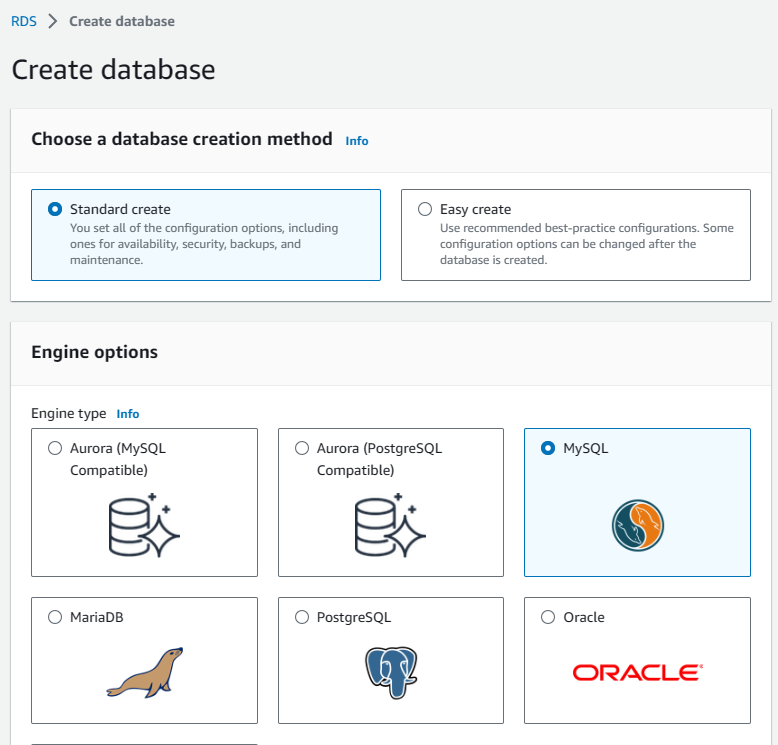 RDS > Create database
Create database
Choose a database creation method Info
Standard create
You set all of the configuration options, including
ones for availability, security, backups, and
maintenance.
Easy create
Use recommended best-practice configurations. Some
configuration options can be changed after the
database is created.
Engine options
Engine type Info
Aurora (MySQL
Compatible)
Aurora (PostgreSQL
Compatible)
MySQL
MariaDB
PostgreSQL
Oracle
ORACLE®